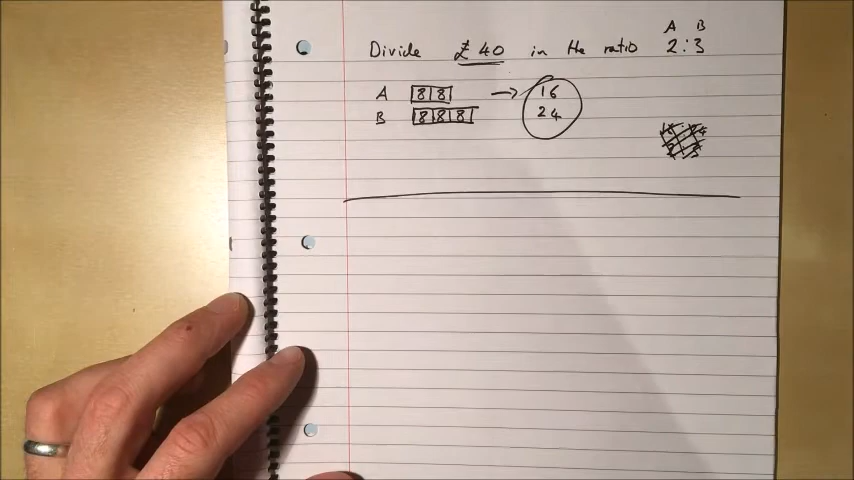 A B
Divide £40 in the ratio 2:3
A 8 8 → 16
B 8 8 8 24